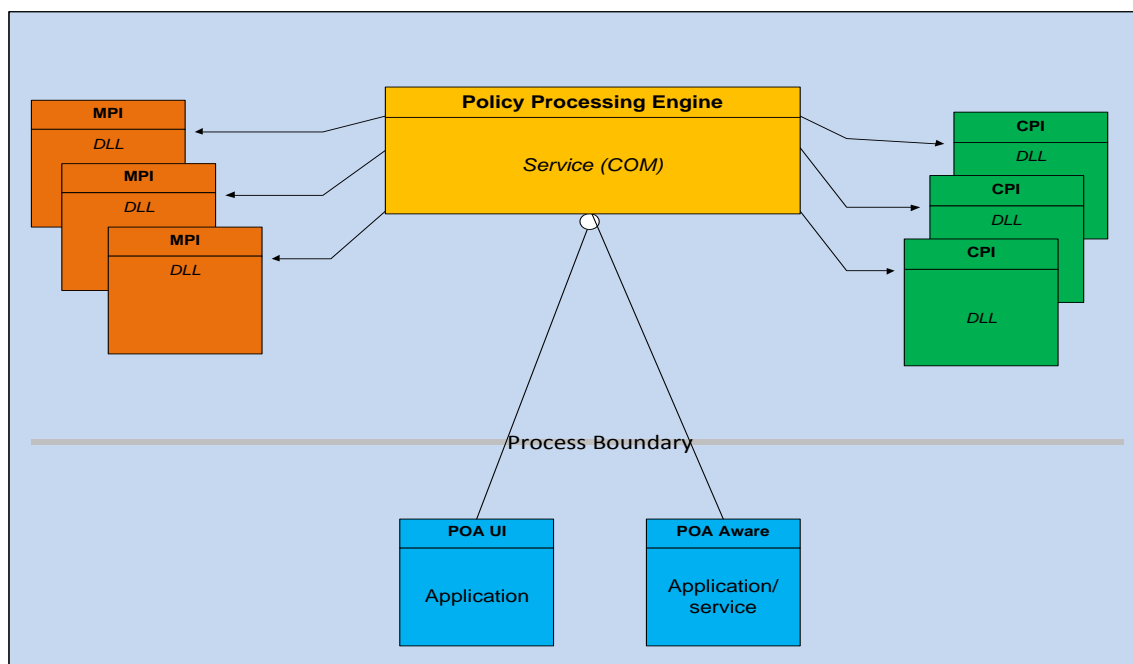 Policy Processing Engine
Service (COM)
MPI
DLL
MPI
DLL
MPI
DLL
CPI
DLL
CPI
DLL
CPI
DLL
Process Boundary
POA UI
Application
POA Aware
Application/
service